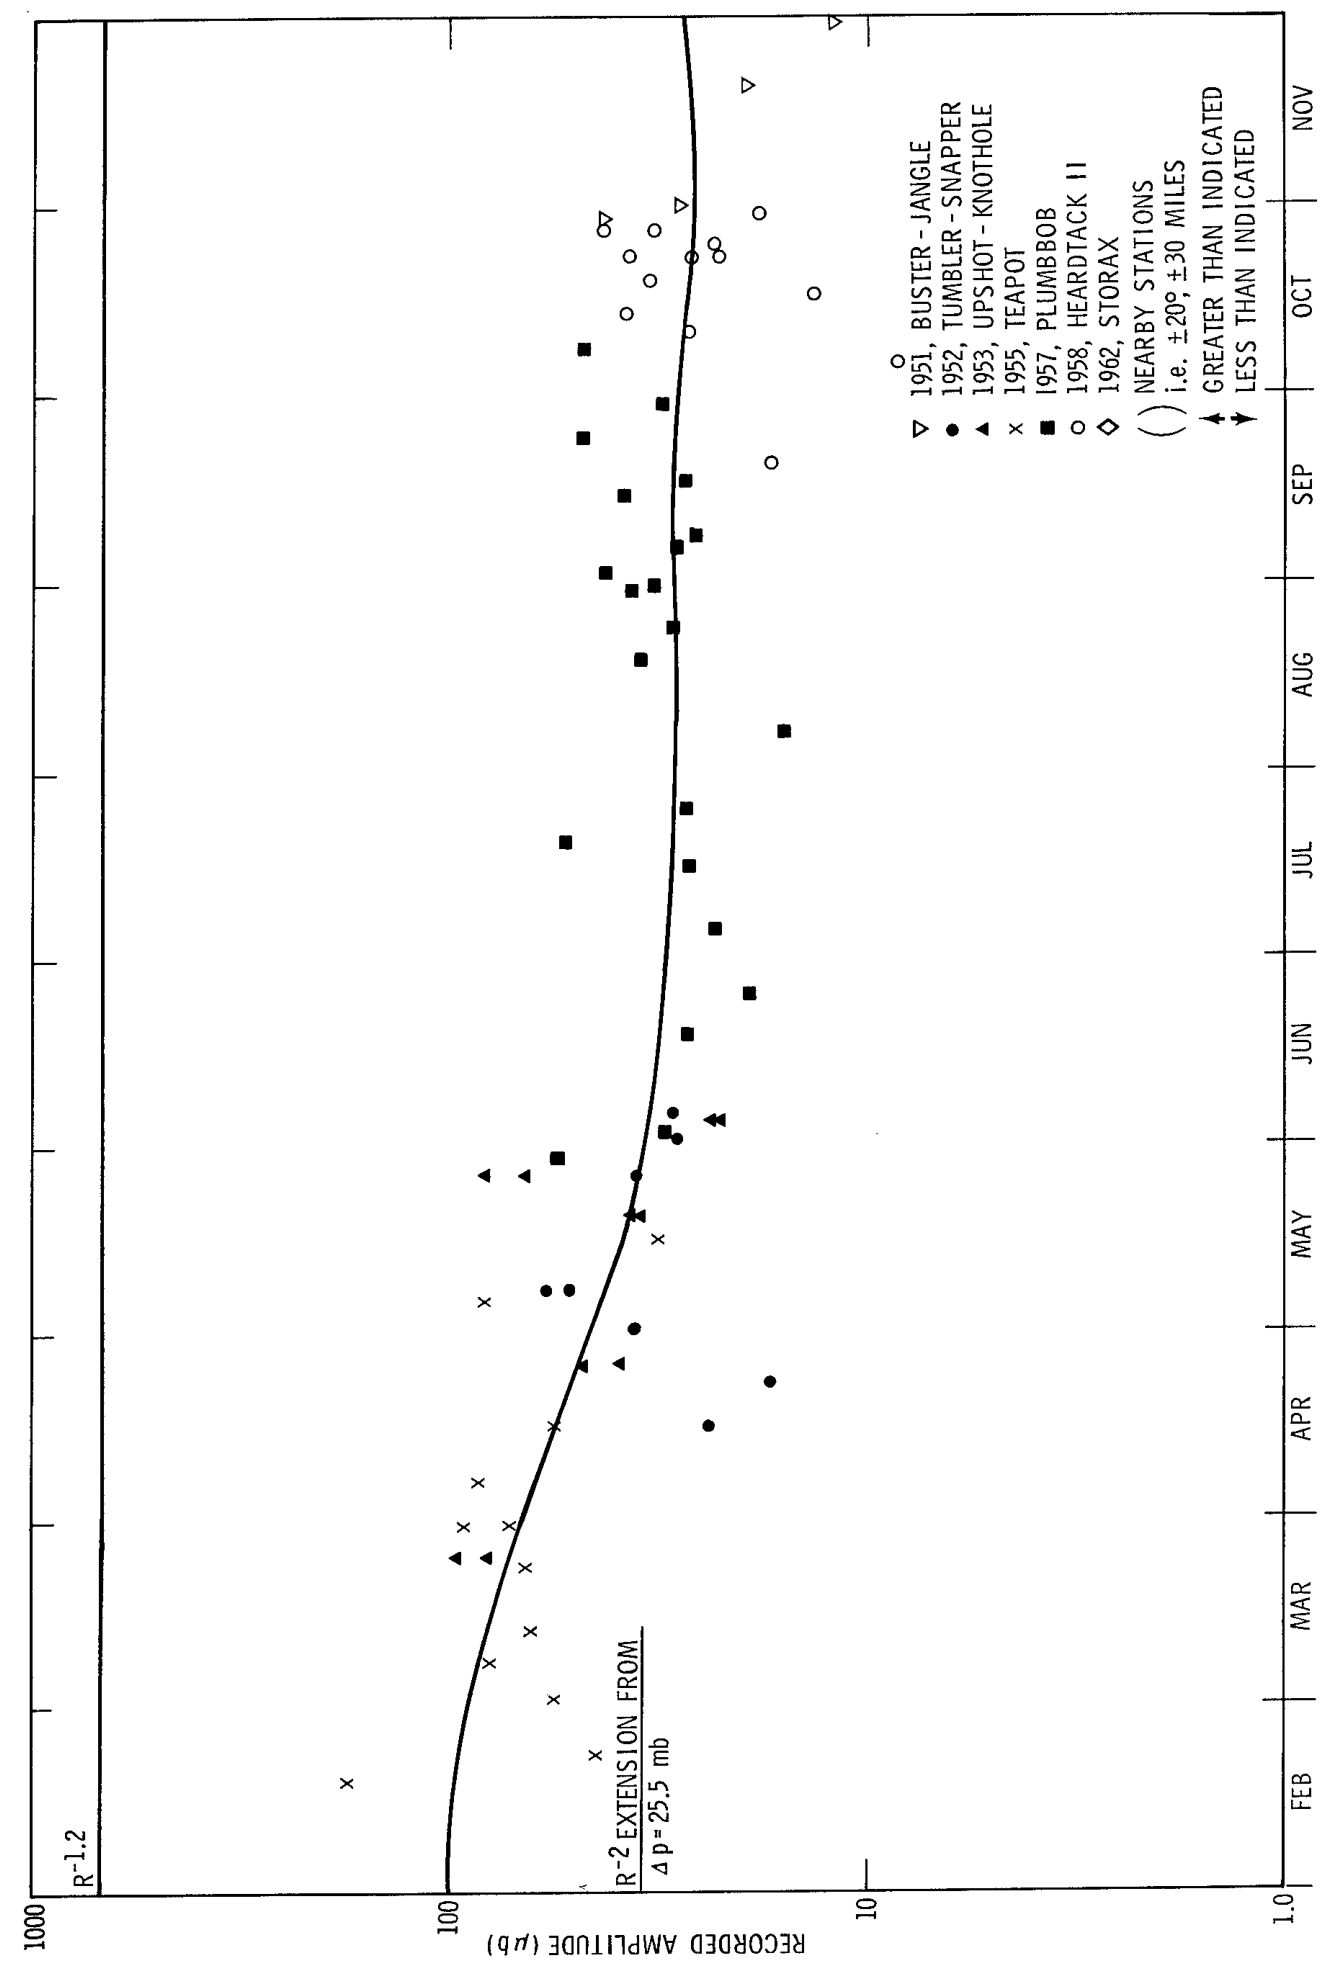 1000
100
10
1.0
RECORDED AMPLITUDE (μb)
R-1.2
R-2 EXTENSION FROM
Δ p = 25.5 mb
▽ 1951, BUSTER - JANGLE
● 1952, TUMBLER - SNAPPER
▲ 1953, UPSHOT - KNOTHOLE
x 1955, TEAPOT
■ 1957, PLUMBBOB
○ 1958, HEARDTACK II
◇ 1962, STORAX
( ) NEARBY STATIONS
i.e. ±20°, ±30 MILES
GREATER THAN INDICATED
LESS THAN INDICATED
FEB MAR APR MAY JUN JUL AUG SEP OCT NOV